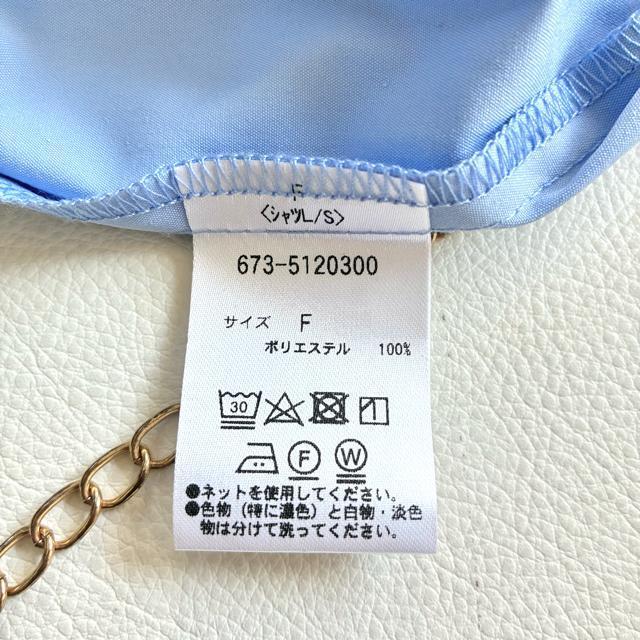 F
〈シャツL/S〉
673-5120300
サイズ F
ポリエステル 100%
30
F W
●ネットを使用してください。
●色物（特に濃色）と白物・淡色
物は分けて洗ってください。